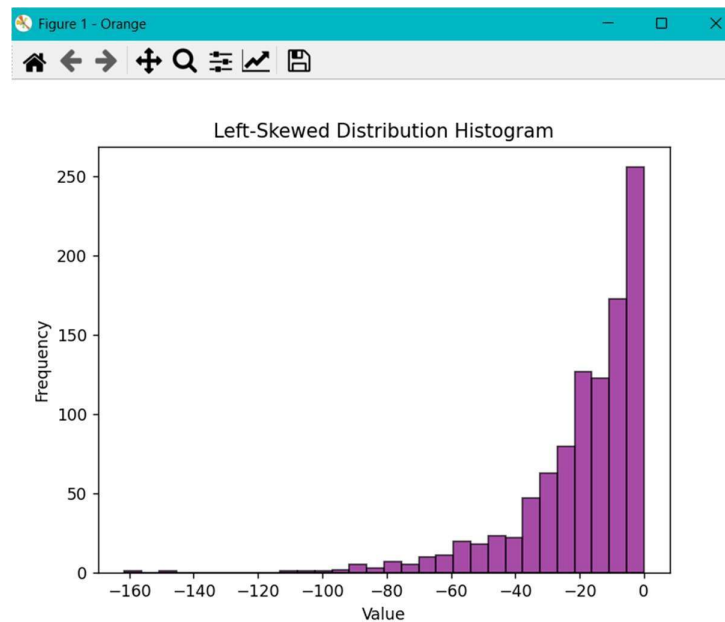 Figure 1 - Orange
Left-Skewed Distribution Histogram
250
200
150
100
50
0
Frequency
−160 −140 −120 −100 −80 −60 −40 −20 0
Value